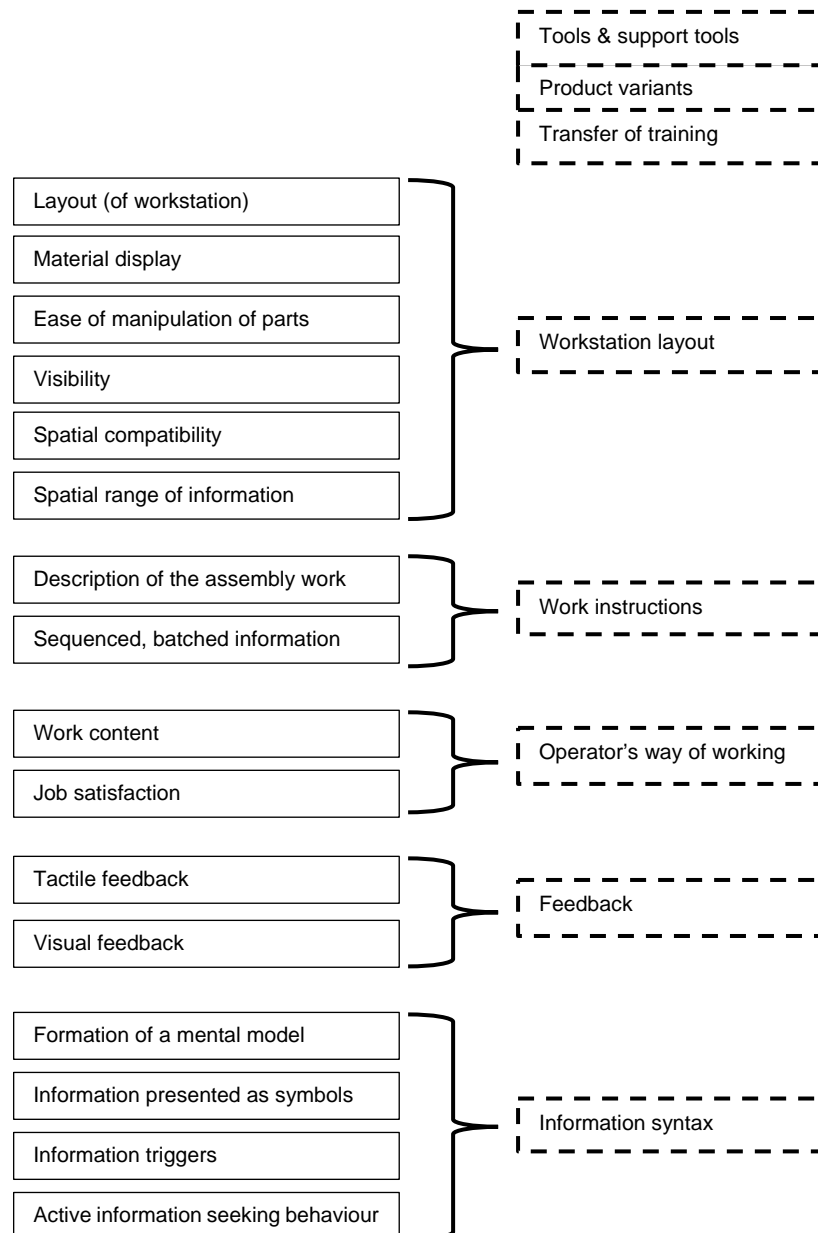 Tools & support tools
Product variants
Transfer of training
Layout (of workstation)
Material display
Ease of manipulation of parts
Visibility
Spatial compatibility
Spatial range of information
Workstation layout
Description of the assembly work
Sequenced, batched information
Work instructions
Work content
Job satisfaction
Operator's way of working
Tactile feedback
Visual feedback
Feedback
Formation of a mental model
Information presented as symbols
Information triggers
Active information seeking behaviour
Information syntax